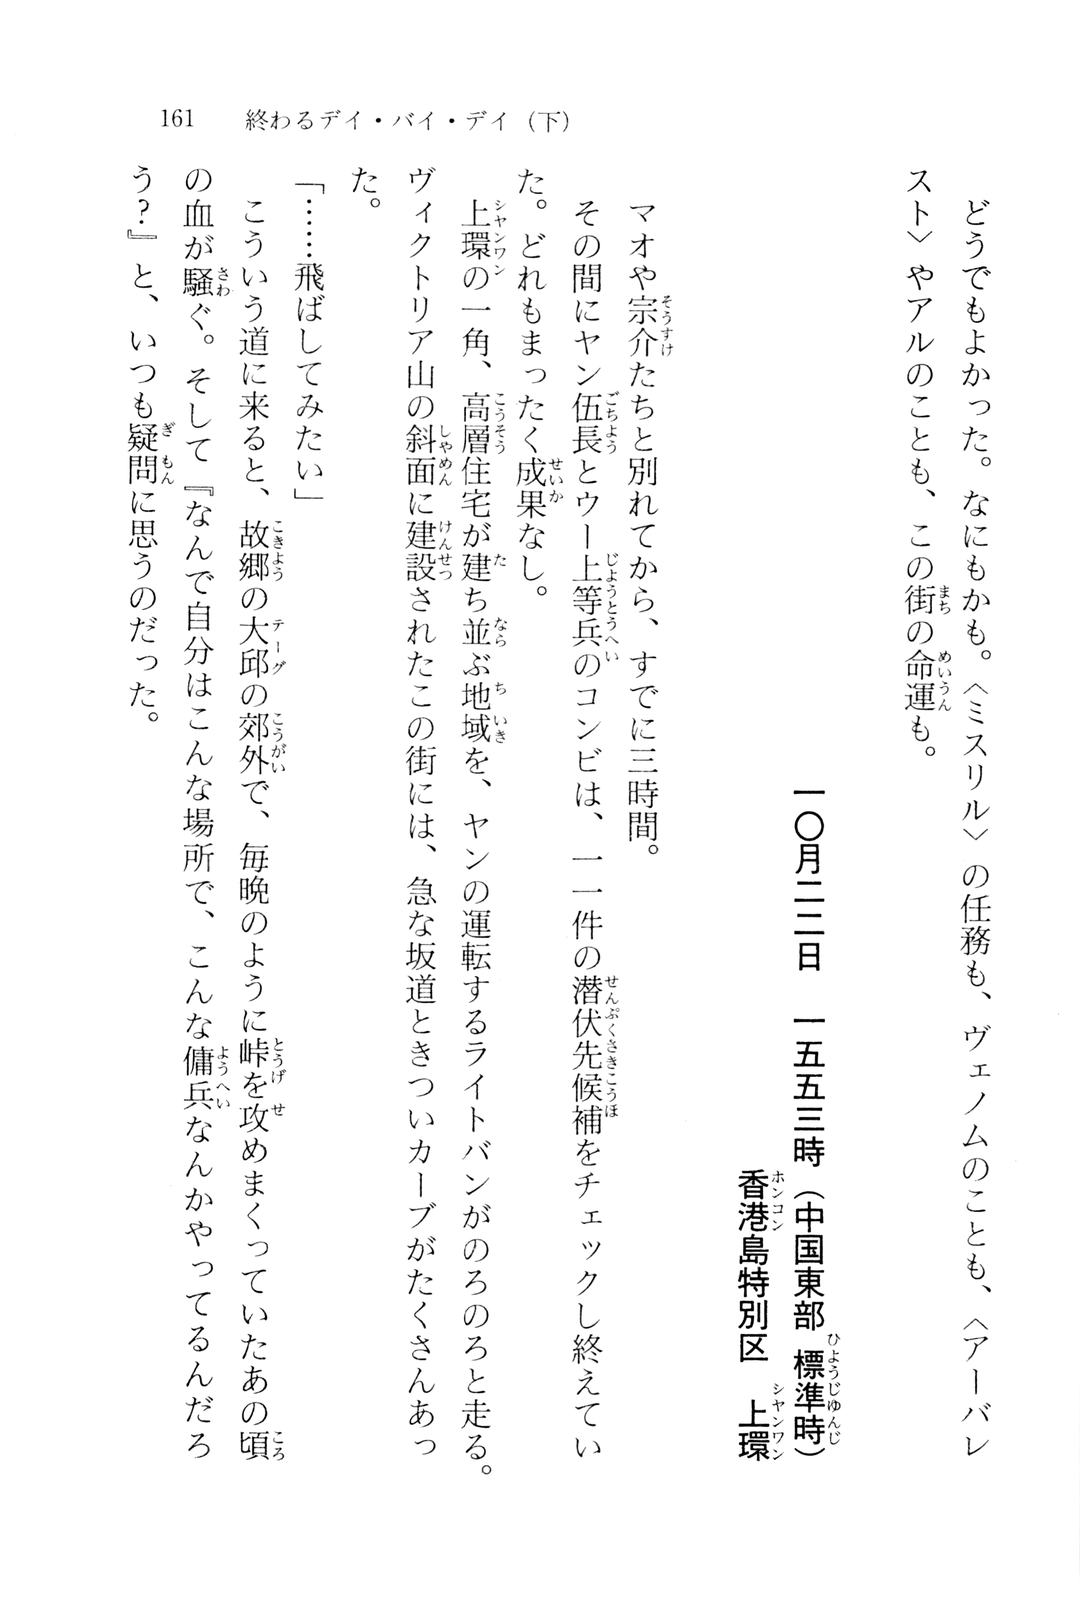 161　終わるデイ・バイ・デイ（下）
　どうでもよかった。なにもかも。〈ミスリル〉の任務も、ヴェノムのことも、〈アーバレ
スト〉やアルのことも、この街の命運も。
一〇月二二日　一五五三時（中国東部　標準時）
香港島特別区　上環
　マオや宗介たちと別れてから、すでに三時間。
　その間にヤン伍長とウー上等兵のコンビは、一一件の潜伏先候補をチェックし終えてい
た。どれもまったく成果なし。
　上環の一角、高層住宅が建ち並ぶ地域を、ヤンの運転するライトバンがのろのろと走る。
ヴィクトリア山の斜面に建設されたこの街には、急な坂道ときついカーブがたくさんあっ
た。
「……飛ばしてみたい」
　こういう道に来ると、故郷の大邱の郊外で、毎晩のように峠を攻めまくっていたあの頃
の血が騒ぐ。そして『なんで自分はこんな場所で、こんな傭兵なんかやってるんだろ
う？』と、いつも疑問に思うのだった。